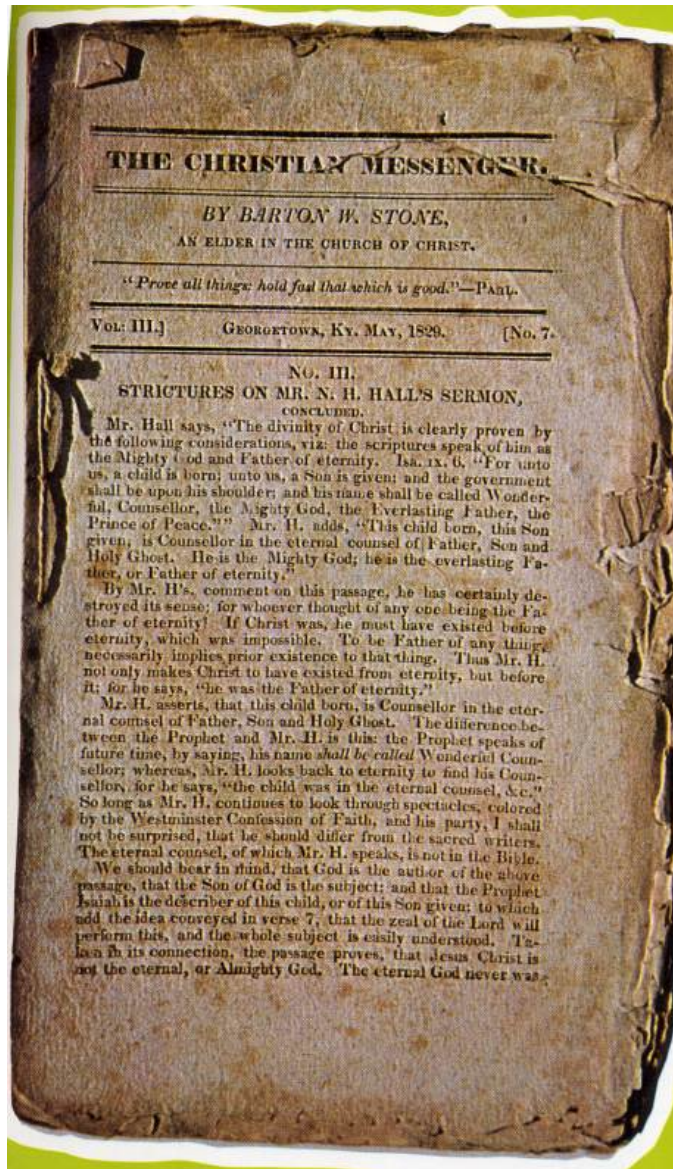 THE CHRISTIAN MESSENGER.
BY BARTON W. STONE,
AN ELDER IN THE CHURCH OF CHRIST.
"Prove all things: hold fast that which is good."—PAUL.
VOL: III.] GEORGETOWN, KY. MAY, 1829. [NO. 7.
NO. III.
STRICTURES ON MR. N. H. HALL'S SERMON,
CONCLUDED.
Mr. Hall says, "The divinity of Christ is clearly proven by
the following considerations, viz: the scriptures speak of him as
the Mighty God and Father of eternity. Isa. IX. 6. "For unto
us, a child is born; unto us, a Son is given; and the government
shall be upon his shoulder; and his name shall be called Wonder-
ful, Counsellor, the Mighty God, the Everlasting Father, the
Prince of Peace."" Mr. H. adds, "This child born, this Son
given, is Counsellor in the eternal counsel of Father, Son and
Holy Ghost. He is the Mighty God; he is the everlasting Fa-
ther, or Father of eternity."
By Mr. H's. comment on this passage, he has certainly de-
stroyed its sense; for whoever thought of any one being the Fa-
ther of eternity? If Christ was, he must have existed before
eternity, which was impossible. To be Father of any thing,
necessarily implies prior existence to that thing. Thus Mr. H.
not only makes Christ to have existed from eternity, but before
it; for he says, "he was the Father of eternity."
Mr. H. asserts, that this child born, is Counsellor in the eter-
nal counsel of Father, Son and Holy Ghost. The difference be-
tween the Prophet and Mr. H is this: the Prophet speaks of
future time, by saying, his name shall be called Wonderful Coun-
sellor; whereas, Mr. H. looks back to eternity to find his Coun-
sellor, for he says, "the child was in the eternal counsel, &c."
So long as Mr. H. continues to look through spectacles, colored
by the Westminster Confession of Faith, and his party, I shall
not be surprised, that he should differ from the sacred writers.
The eternal counsel, of which Mr. H. speaks, is not in the Bible.
We should bear in mind, that God is the author of the above
passage, that the Son of God is the subject; and that the Prophet
Isaiah is the describer of this child, or of this Son given; to which
add the idea conveyed in verse 7, that the zeal of the Lord will
perform this, and the whole subject is easily understood. Ta-
ken in its connection, the passage proves, that Jesus Christ is
not the eternal, or Almighty God. The eternal God never was